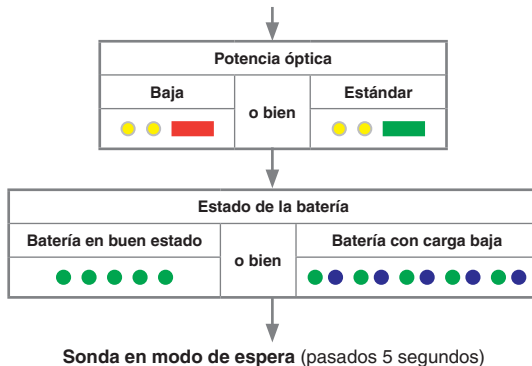 Potencia óptica
Baja
o bien
Estándar
Estado de la batería
Batería en buen estado
o bien
Batería con carga baja
Sonda en modo de espera (pasados 5 segundos)